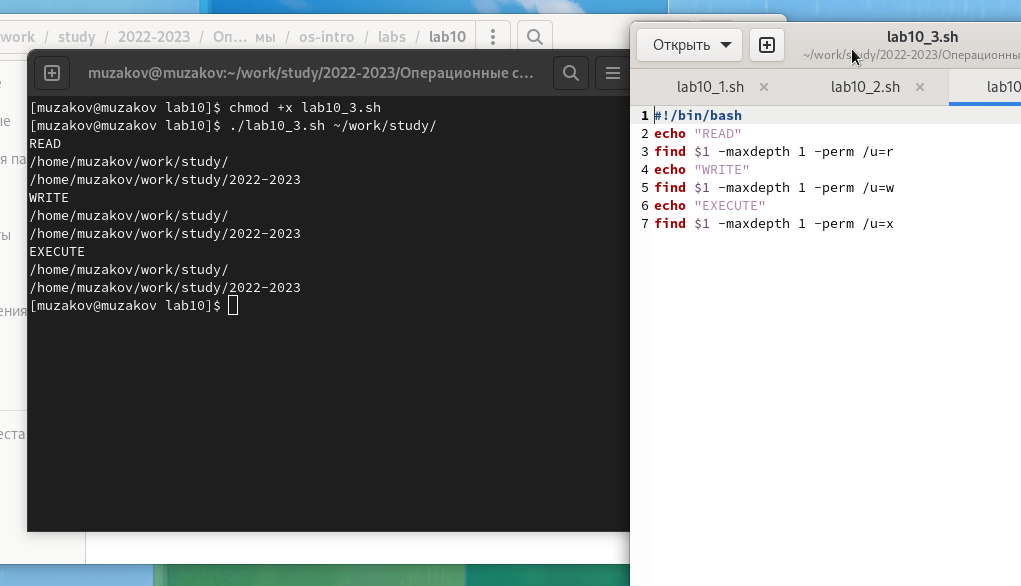 work / study / 2022-2023 / Оп… мы / os-intro / labs / lab10
е
ые
я па
ты
ения
еста
muzakov@muzakov:~/work/study/2022-2023/Операционные с…
[muzakov@muzakov lab10]$ chmod +x lab10_3.sh
[muzakov@muzakov lab10]$ ./lab10_3.sh ~/work/study/
READ
/home/muzakov/work/study/
/home/muzakov/work/study/2022-2023
WRITE
/home/muzakov/work/study/
/home/muzakov/work/study/2022-2023
EXECUTE
/home/muzakov/work/study/
/home/muzakov/work/study/2022-2023
[muzakov@muzakov lab10]$
Открыть
lab10_3.sh
~/work/study/2022-2023/Операционны
lab10_1.sh × lab10_2.sh × lab10
1 #!/bin/bash
2 echo "READ"
3 find $1 -maxdepth 1 -perm /u=r
4 echo "WRITE"
5 find $1 -maxdepth 1 -perm /u=w
6 echo "EXECUTE"
7 find $1 -maxdepth 1 -perm /u=x